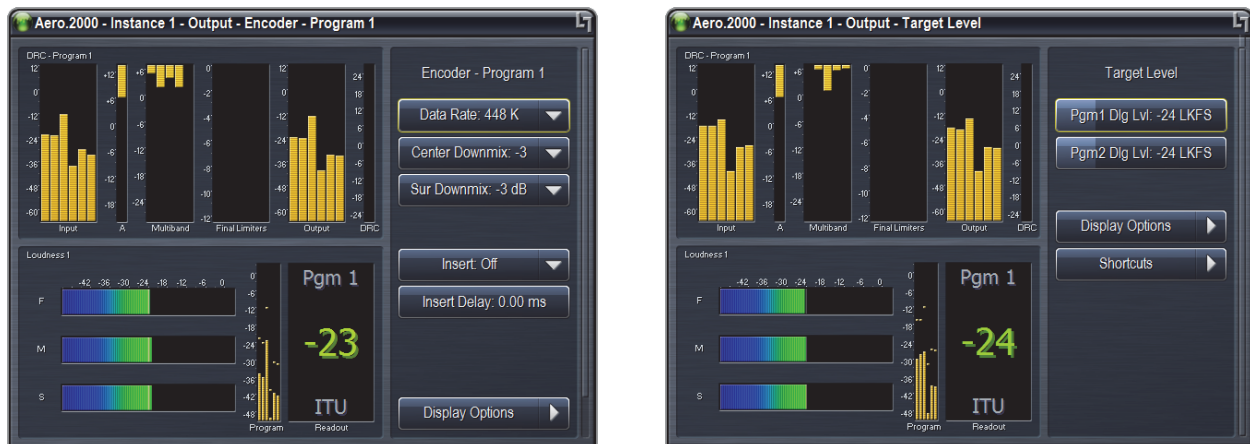 Aero.2000 - Instance 1 - Output - Encoder - Program 1
DRC - Program 1
12 +12 +6 0 12 24
0 +6 0 -2 0 18
-12 0 -6 -4 -12 12
-24 -6 -12 -6 -24 6
-36 -12 -18 -8 -36 0
-48 -18 -24 -10 -48 -6
-60 -12 -60 -12
-18
-24
Input A Multiband Final Limiters Output DRC
Encoder - Program 1
Data Rate: 448 K
Center Downmix: -3
Sur Downmix: -3 dB
Insert: Off
Insert Delay: 0.00 ms
Display Options
Loudness 1
-42 -36 -30 -24 -18 -12 -6 0
F
M
S
0
-6
-12
-18
-24
-30
-36
-42
-48
Program
Pgm 1
-23
ITU
Readout
Aero.2000 - Instance 1 - Output - Target Level
DRC - Program 1
12 +12 +6 0 12 24
0 +6 0 -2 0 18
-12 0 -6 -4 -12 12
-24 -6 -12 -6 -24 6
-36 -12 -18 -8 -36 0
-48 -18 -24 -10 -48 -6
-60 -12 -60 -12
-18
-24
Input A Multiband Final Limiters Output DRC
Target Level
Pgm1 Dlg Lvl: -24 LKFS
Pgm2 Dlg Lvl: -24 LKFS
Display Options
Shortcuts
Loudness 1
-42 -36 -30 -24 -18 -12 -6 0
F
M
S
0
-6
-12
-18
-24
-30
-36
-42
-48
Program
Pgm 1
-24
ITU
Readout